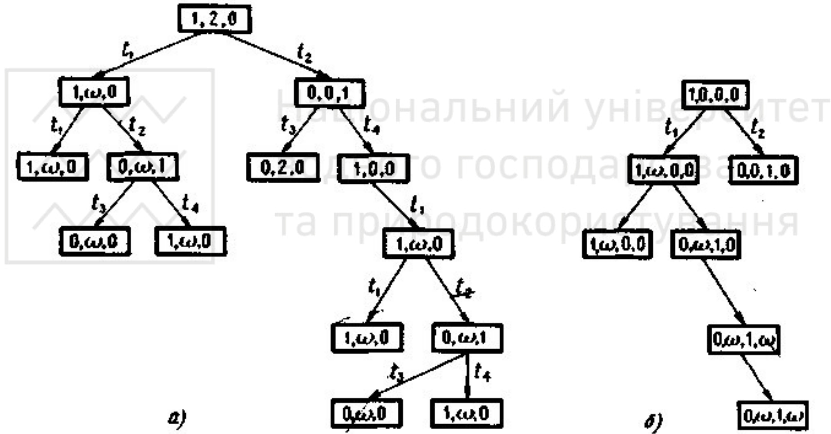 1,2,0
t₁ t₂
1,ω,0 0,0,1 1,0,0,0
Національний університет
t₁ t₂ t₃ t₄ t₁ t₂
1,ω,0 0,ω,1 0,2,0 1,0,0 1,ω,0,0 0,0,1,0
господа
t₃ t₄ t₁
та природокористування
0,ω,0 1,ω,0 1,ω,0 1,ω,0,0 0,ω,1,0
t₁ t₂
1,ω,0 0,ω,1 0,ω,1,ω
t₃ t₄
0,ω,0 1,ω,0 0,ω,1,ω
а) б)